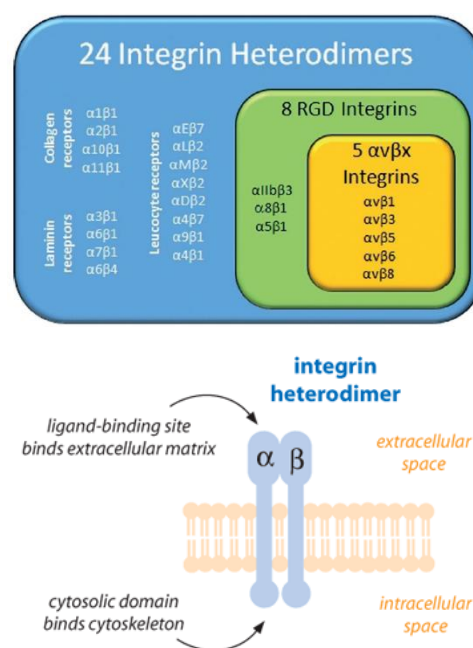 24 Integrin Heterodimers
Collagen
receptors
α1β1
α2β1
α10β1
α11β1
Laminin
receptors
α3β1
α6β1
α7β1
α6β4
Leucocyte receptors
αEβ7
αLβ2
αMβ2
αXβ2
αDβ2
α4β7
α9β1
α4β1
8 RGD Integrins
αIIbβ3
α8β1
α5β1
5 αvβx
Integrins
αvβ1
αvβ3
αvβ5
αvβ6
αvβ8
integrin
heterodimer
ligand-binding site
binds extracellular matrix
α β
extracellular
space
cytosolic domain
binds cytoskeleton
intracellular
space